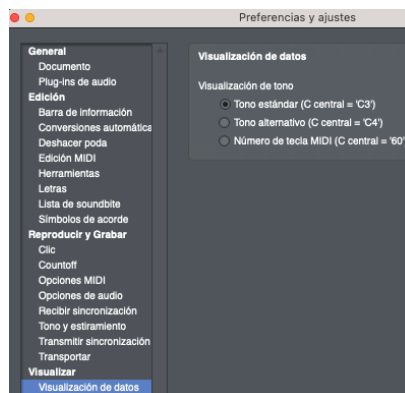 Preferencias y ajustes
General
Documento
Plug-ins de audio
Edición
Barra de información
Conversiones automática
Deshacer poda
Edición MIDI
Herramientas
Letras
Lista de soundbite
Símbolos de acorde
Reproducir y Grabar
Clic
Countoff
Opciones MIDI
Opciones de audio
Recibir sincronización
Tono y estiramiento
Transmitir sincronización
Transportar
Visualizar
Visualización de datos
Visualización de datos
Visualización de tono
Tono estándar (C central = 'C3')
Tono alternativo (C central = 'C4')
Número de tecla MIDI (C central = '60'